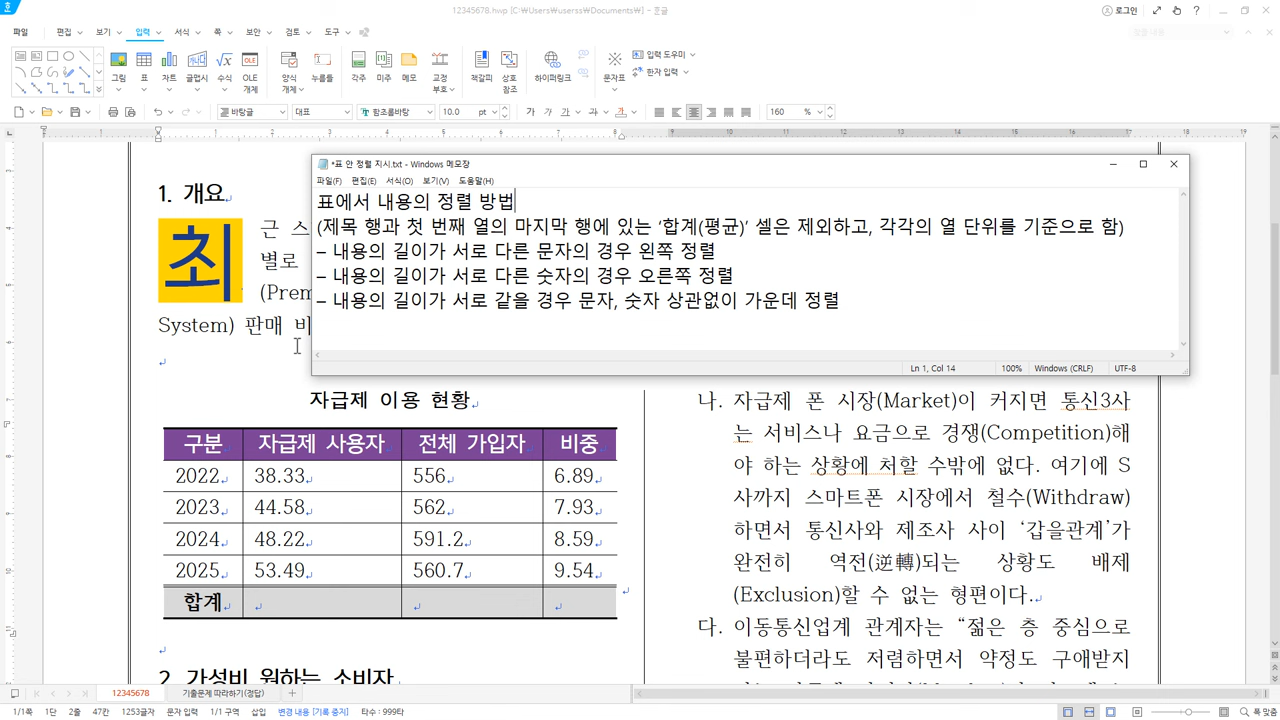 12345678.hwp [C:\Users\userss\Documents\] - 한글
로그인
파일 편집 보기 입력 서식 쪽 보안 검토 도구
그림 표 차트 글맵시 수식 OLE 개체 양식 개체 누름틀 각주 미주 메모 교정 부호 책갈피 상호 참조 하이퍼링크 문자표 입력 도우미 한자 입력
바탕글 대표 함초롬바탕 10.0 pt 160 %
1. 개요
최
근 스
별로
(Prem
System) 판매 비
*표 안 정렬 지시.txt - Windows 메모장
파일(F) 편집(E) 서식(O) 보기(V) 도움말(H)
표에서 내용의 정렬 방법
(제목 행과 첫 번째 열의 마지막 행에 있는 '합계(평균)' 셀은 제외하고, 각각의 열 단위를 기준으로 함)
– 내용의 길이가 서로 다른 문자의 경우 왼쪽 정렬
– 내용의 길이가 서로 다른 숫자의 경우 오른쪽 정렬
– 내용의 길이가 서로 같을 경우 문자, 숫자 상관없이 가운데 정렬
Ln 1, Col 14 100% Windows (CRLF) UTF-8
자급제 이용 현황
구분 자급제 사용자 전체 가입자 비중
2022 38.33 556 6.89
2023 44.58 562 7.93
2024 48.22 591.2 8.59
2025 53.49 560.7 9.54
합계
2. 가성비 원하는 소비자
나. 자급제 폰 시장(Market)이 커지면 통신3사
는 서비스나 요금으로 경쟁(Competition)해
야 하는 상황에 처할 수밖에 없다. 여기에 S
사까지 스마트폰 시장에서 철수(Withdraw)
하면서 통신사와 제조사 사이 ‘갑을관계’가
완전히 역전(逆轉)되는 상황도 배제
(Exclusion)할 수 없는 형편이다.
다. 이동통신업계 관계자는 “젊은 층 중심으로
불편하더라도 저렴하면서 약정도 구애받지
12345678 기출문제 따라하기(정답)
1/1쪽 1단 2줄 47칸 1253글자 문자 입력 1/1 구역 삽입 변경 내용 [기록 중지] 타수 : 999타 폭 맞춤